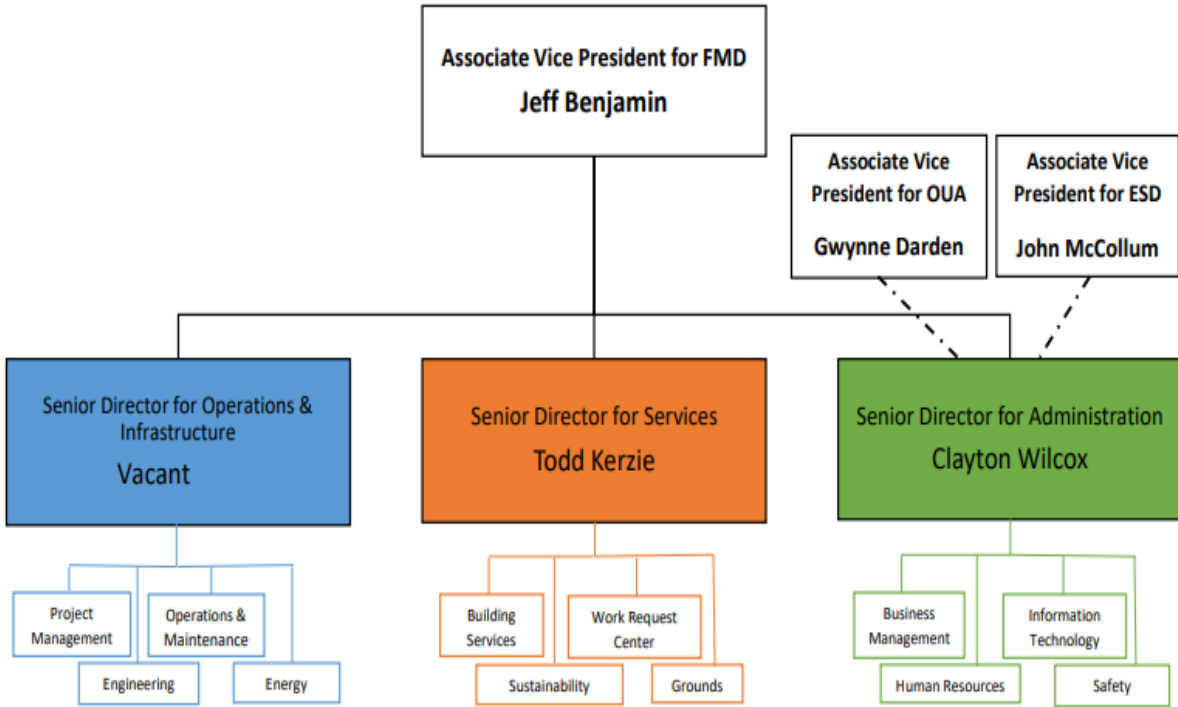 Associate Vice President for FMD
Jeff Benjamin
Associate Vice
President for OUA
Gwynne Darden
Associate Vice
President for ESD
John McCollum
Senior Director for Operations &
Infrastructure
Vacant
Senior Director for Services
Todd Kerzie
Senior Director for Administration
Clayton Wilcox
Project
Management
Operations &
Maintenance
Engineering
Energy
Building
Services
Work Request
Center
Sustainability
Grounds
Business
Management
Information
Technology
Human Resources
Safety